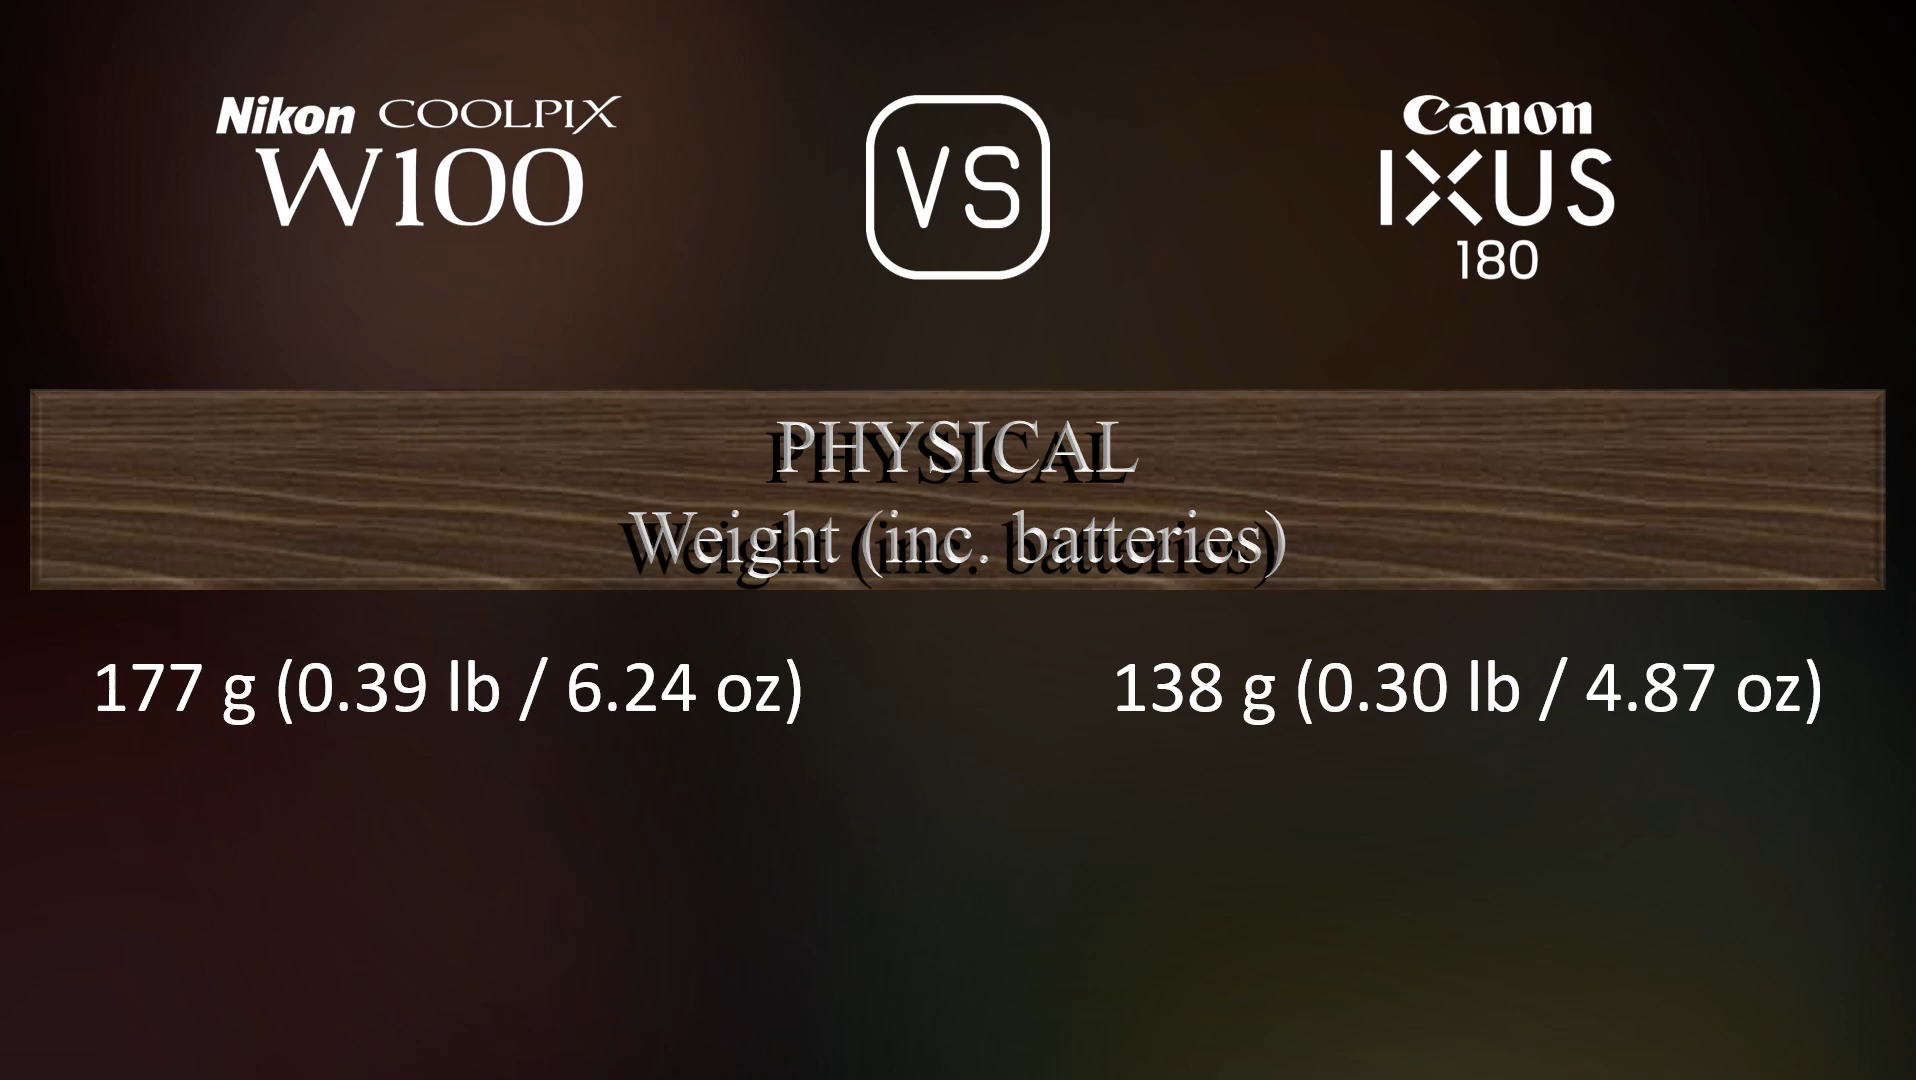 Nikon COOLPIX
W100
VS
Canon
IXUS
180
PHYSICAL
Weight (inc. batteries)
177 g (0.39 lb / 6.24 oz)
138 g (0.30 lb / 4.87 oz)